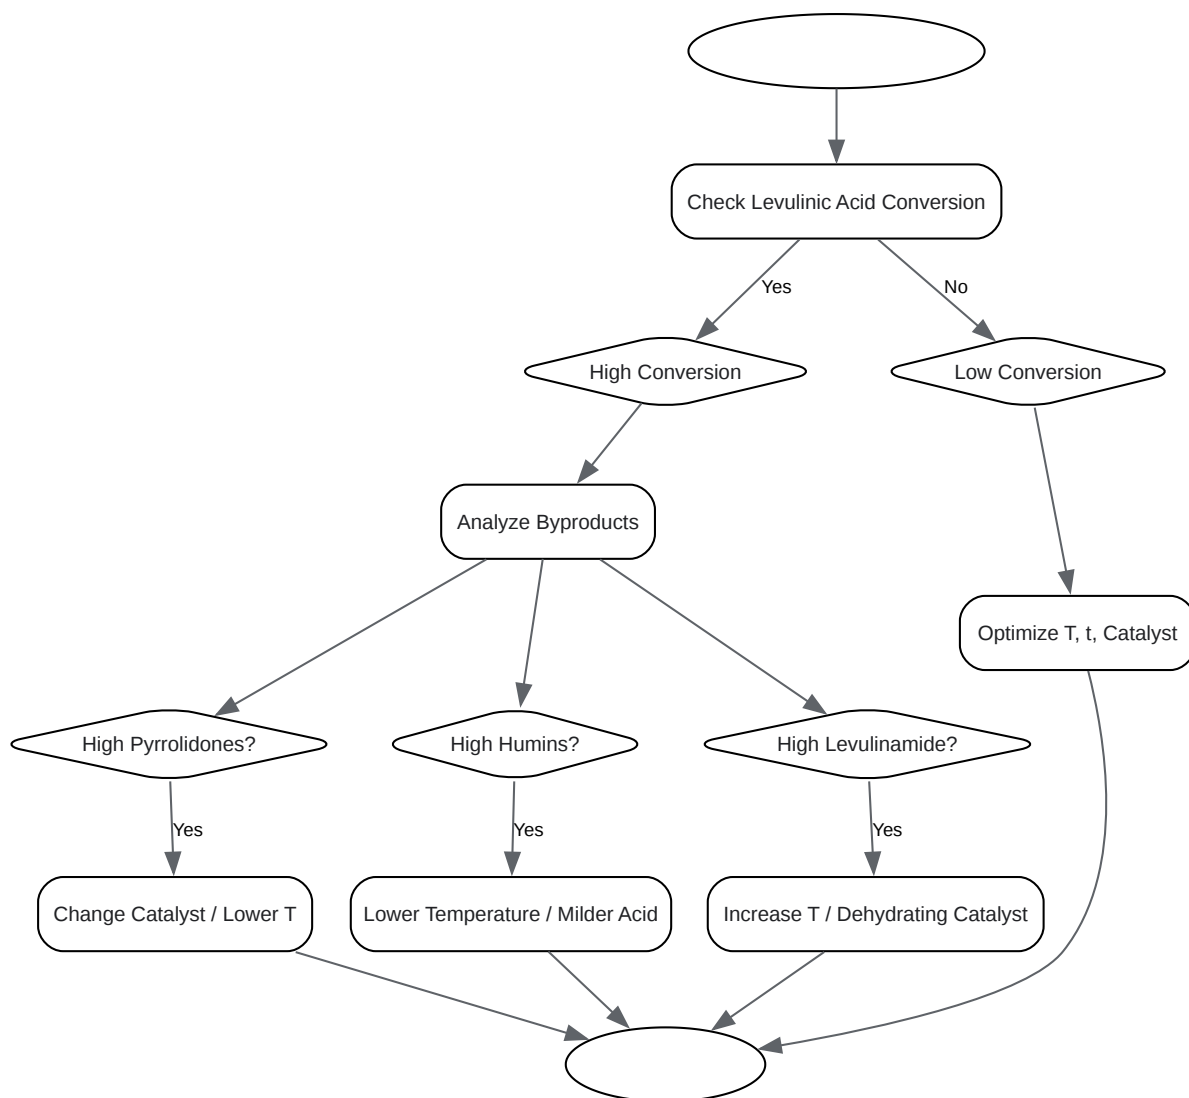 Check Levulinic Acid Conversion
Yes
No
High Conversion
Low Conversion
Analyze Byproducts
Optimize T, t, Catalyst
High Pyrrolidones?
High Humins?
High Levulinamide?
Yes
Yes
Yes
Change Catalyst / Lower T
Lower Temperature / Milder Acid
Increase T / Dehydrating Catalyst